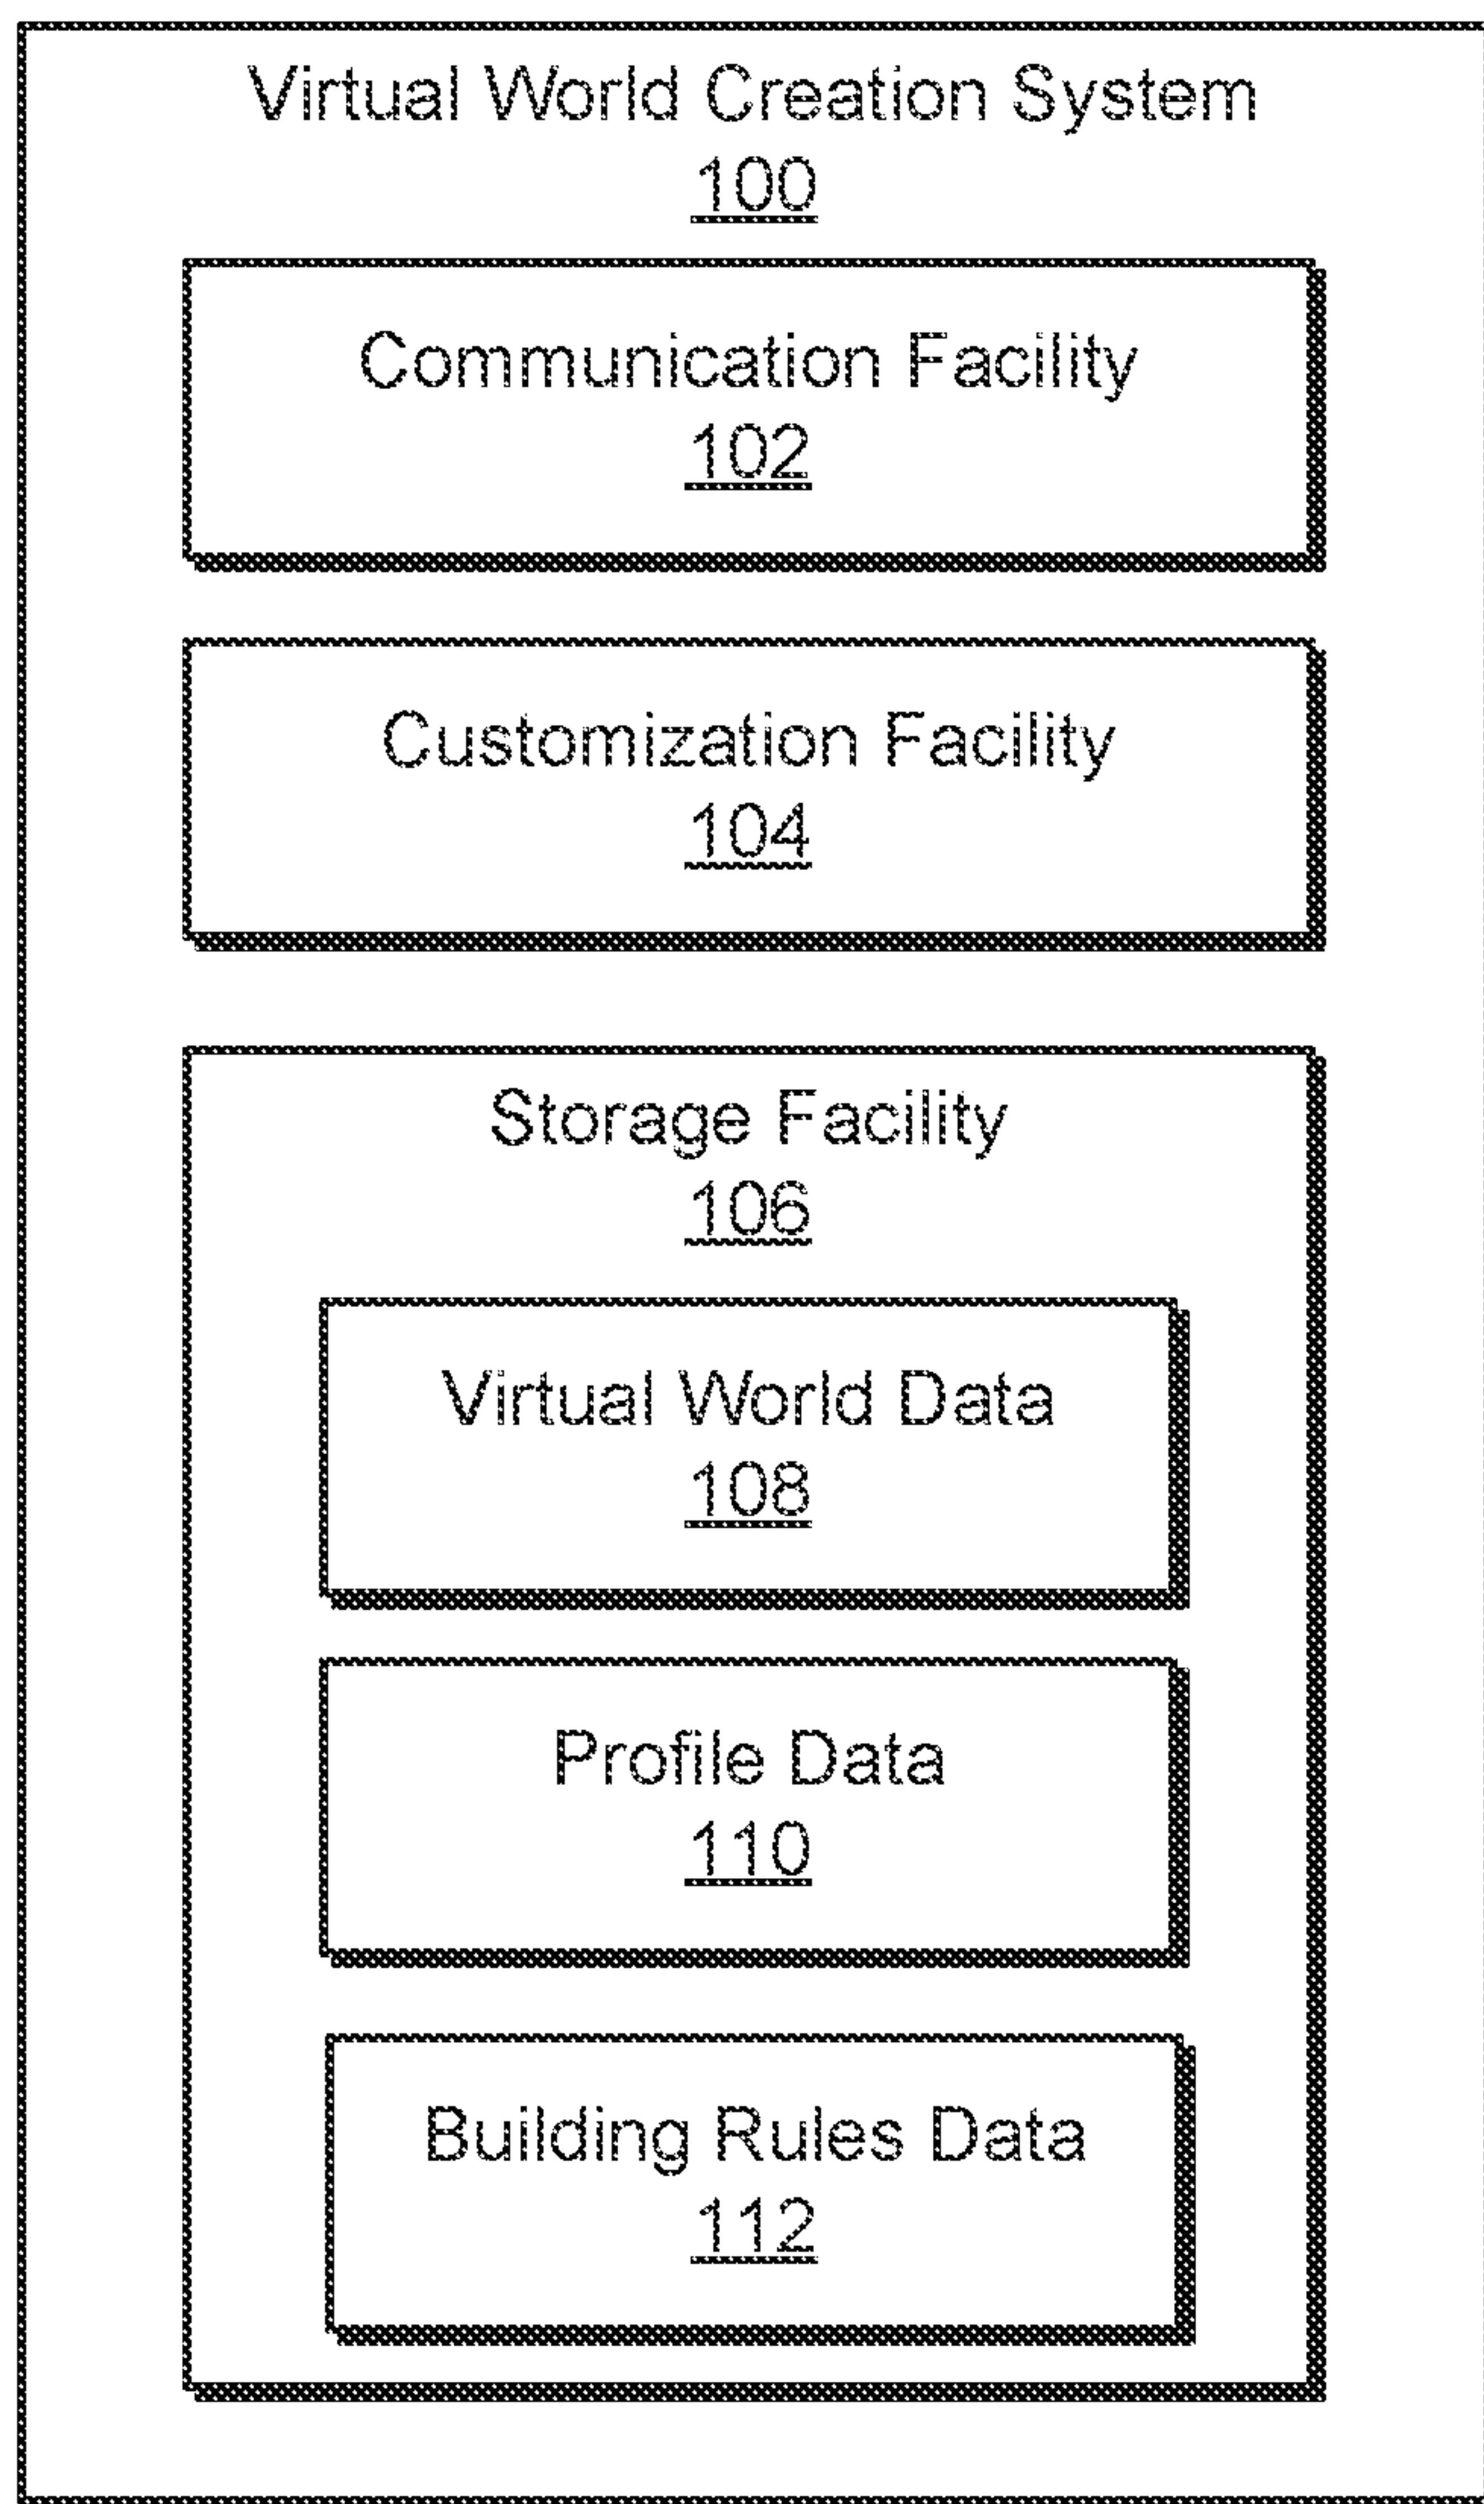 Virtual World Creation System
100
Communication Facility
102
Customization Facility
104
Storage Facility
106
Virtual World Data
108
Profile Data
110
Building Rules Data
112